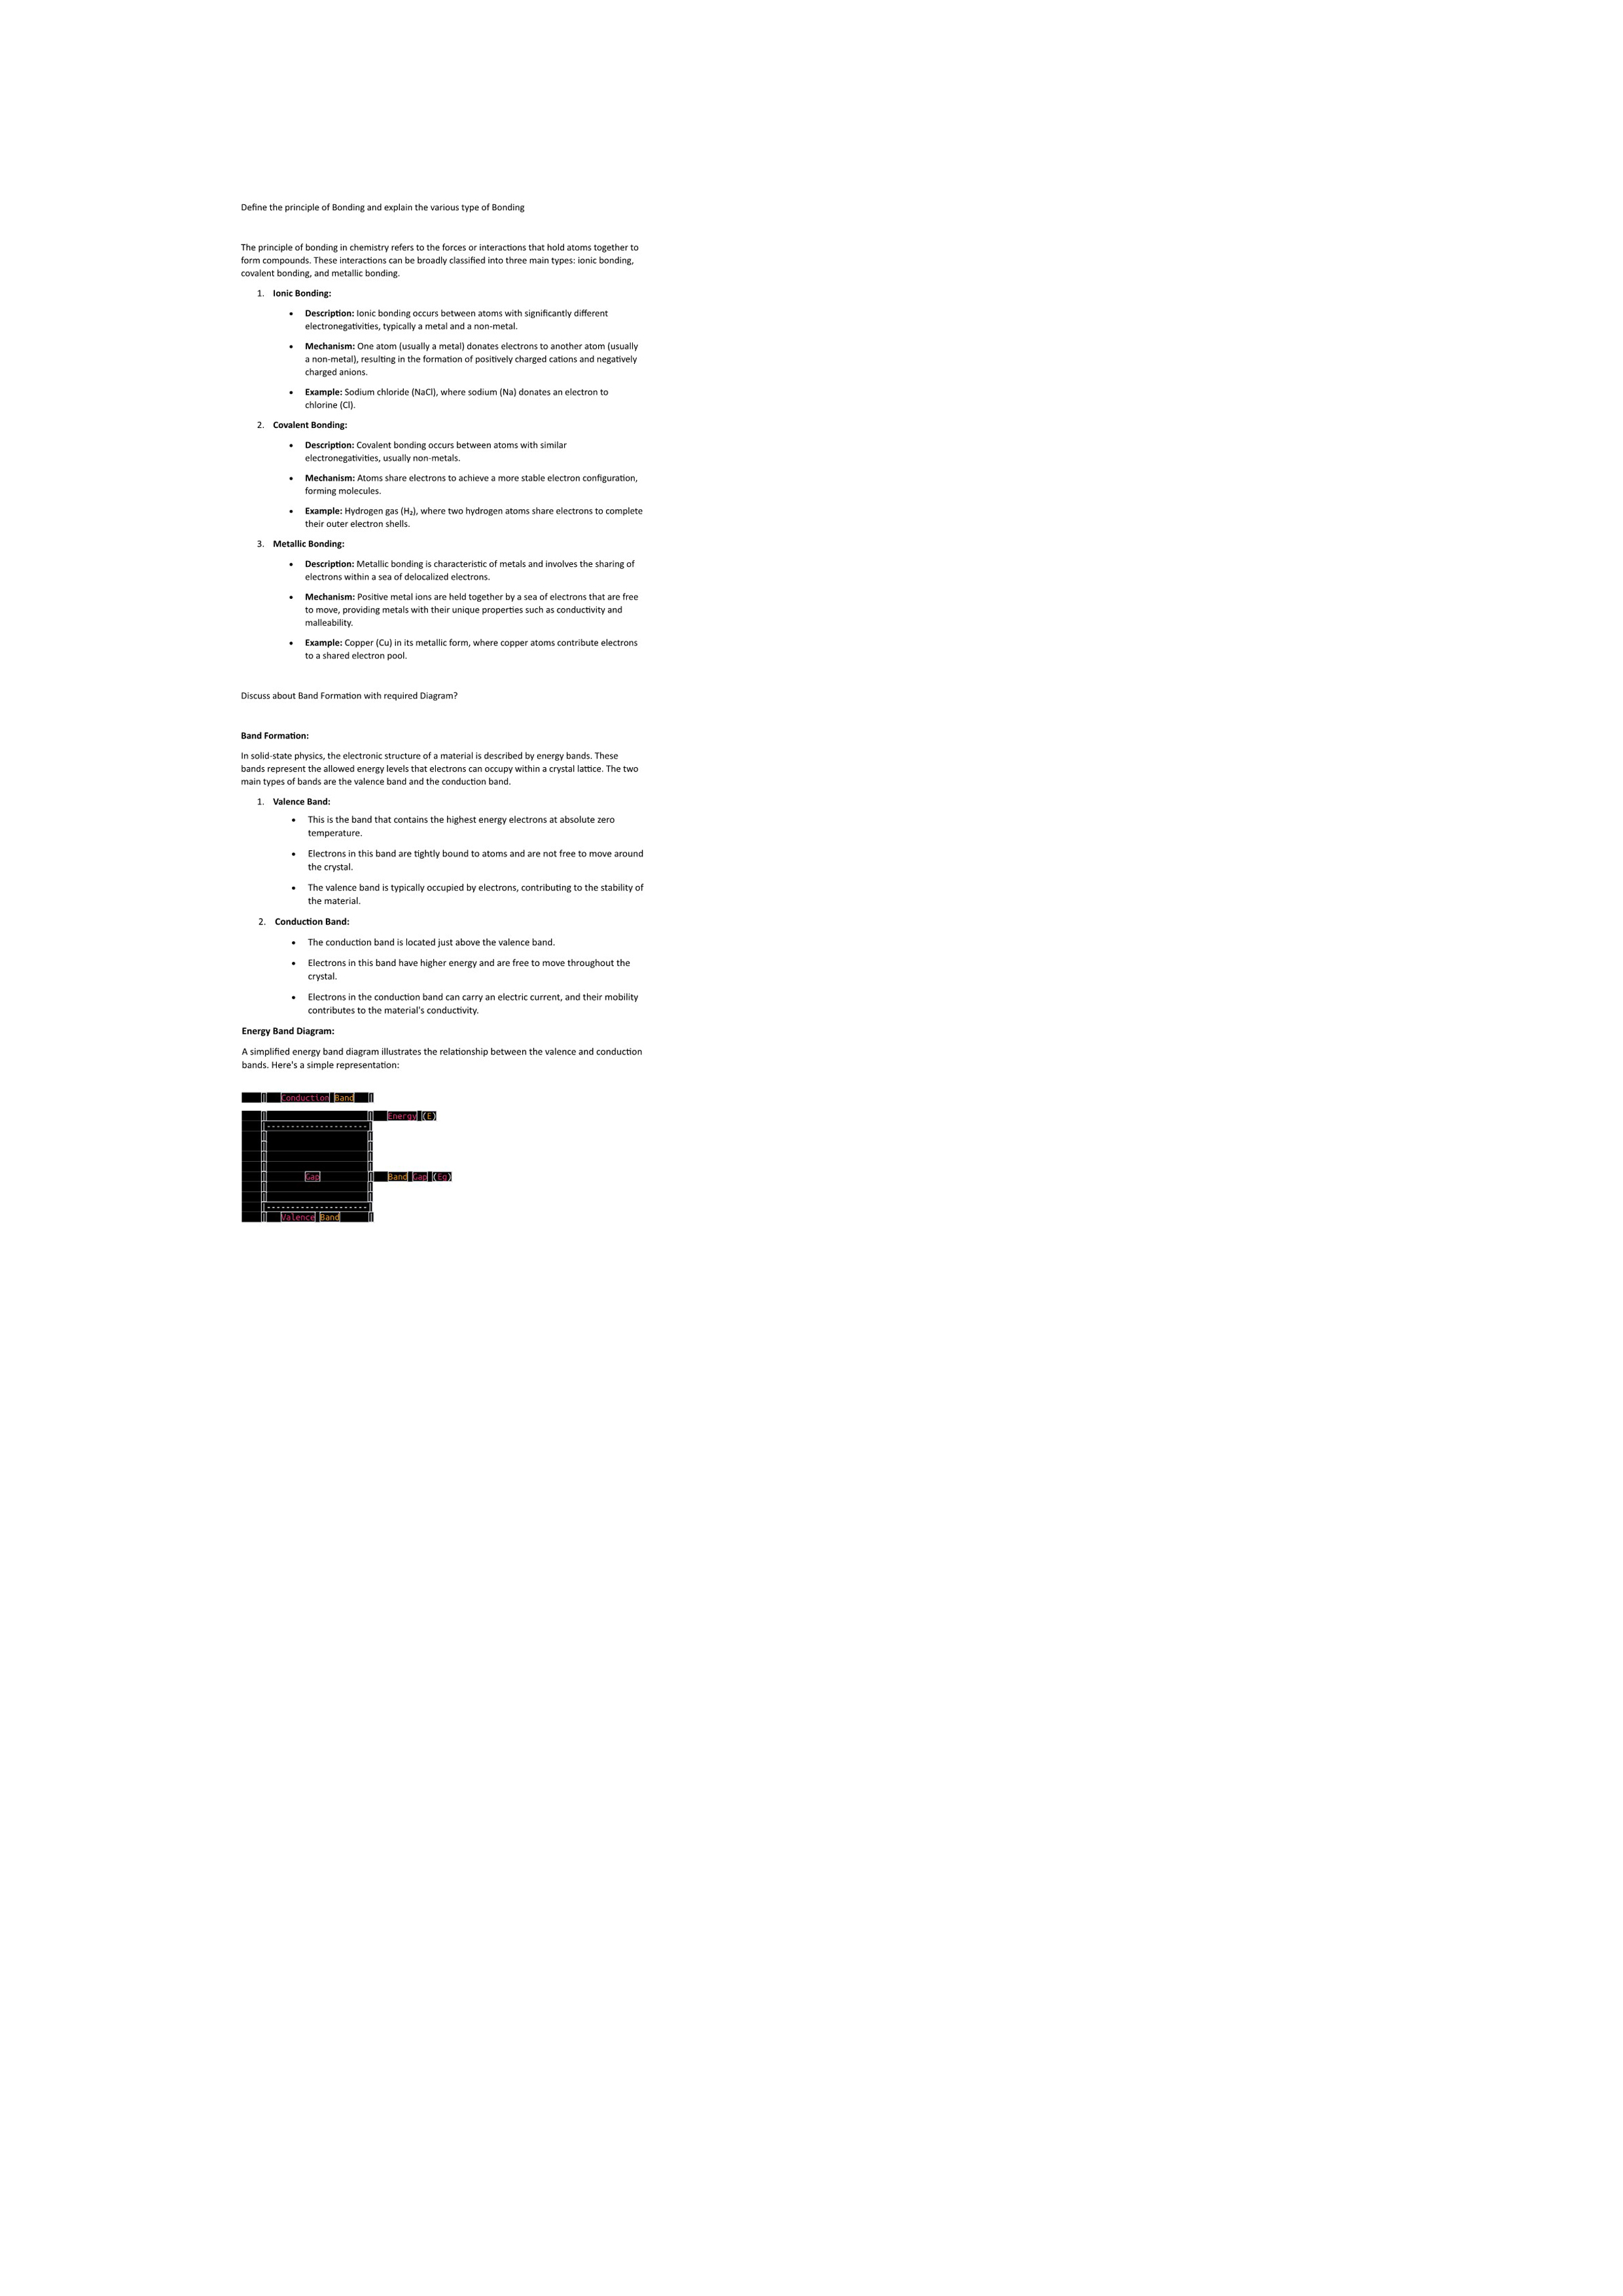 Define the principle of Bonding and explain the various type of Bonding
The principle of bonding in chemistry refers to the forces or interactions that hold atoms together to
form compounds. These interactions can be broadly classified into three main types: ionic bonding,
covalent bonding, and metallic bonding.
1. Ionic Bonding:
• Description: Ionic bonding occurs between atoms with significantly different
electronegativities, typically a metal and a non-metal.
• Mechanism: One atom (usually a metal) donates electrons to another atom (usually
a non-metal), resulting in the formation of positively charged cations and negatively
charged anions.
• Example: Sodium chloride (NaCl), where sodium (Na) donates an electron to
chlorine (Cl).
2. Covalent Bonding:
• Description: Covalent bonding occurs between atoms with similar
electronegativities, usually non-metals.
• Mechanism: Atoms share electrons to achieve a more stable electron configuration,
forming molecules.
• Example: Hydrogen gas (H₂), where two hydrogen atoms share electrons to complete
their outer electron shells.
3. Metallic Bonding:
• Description: Metallic bonding is characteristic of metals and involves the sharing of
electrons within a sea of delocalized electrons.
• Mechanism: Positive metal ions are held together by a sea of electrons that are free
to move, providing metals with their unique properties such as conductivity and
malleability.
• Example: Copper (Cu) in its metallic form, where copper atoms contribute electrons
to a shared electron pool.
Discuss about Band Formation with required Diagram?
Band Formation:
In solid-state physics, the electronic structure of a material is described by energy bands. These
bands represent the allowed energy levels that electrons can occupy within a crystal lattice. The two
main types of bands are the valence band and the conduction band.
1. Valence Band:
• This is the band that contains the highest energy electrons at absolute zero
temperature.
• Electrons in this band are tightly bound to atoms and are not free to move around
the crystal.
• The valence band is typically occupied by electrons, contributing to the stability of
the material.
2. Conduction Band:
• The conduction band is located just above the valence band.
• Electrons in this band have higher energy and are free to move throughout the
crystal.
• Electrons in the conduction band can carry an electric current, and their mobility
contributes to the material's conductivity.
Energy Band Diagram:
A simplified energy band diagram illustrates the relationship between the valence and conduction
bands. Here's a simple representation:
| Conduction Band |
| | Energy (E)
|---------------------|
| |
| |
| |
| |
| Gap | Band Gap (Eg)
| |
| |
|---------------------|
| Valence Band |